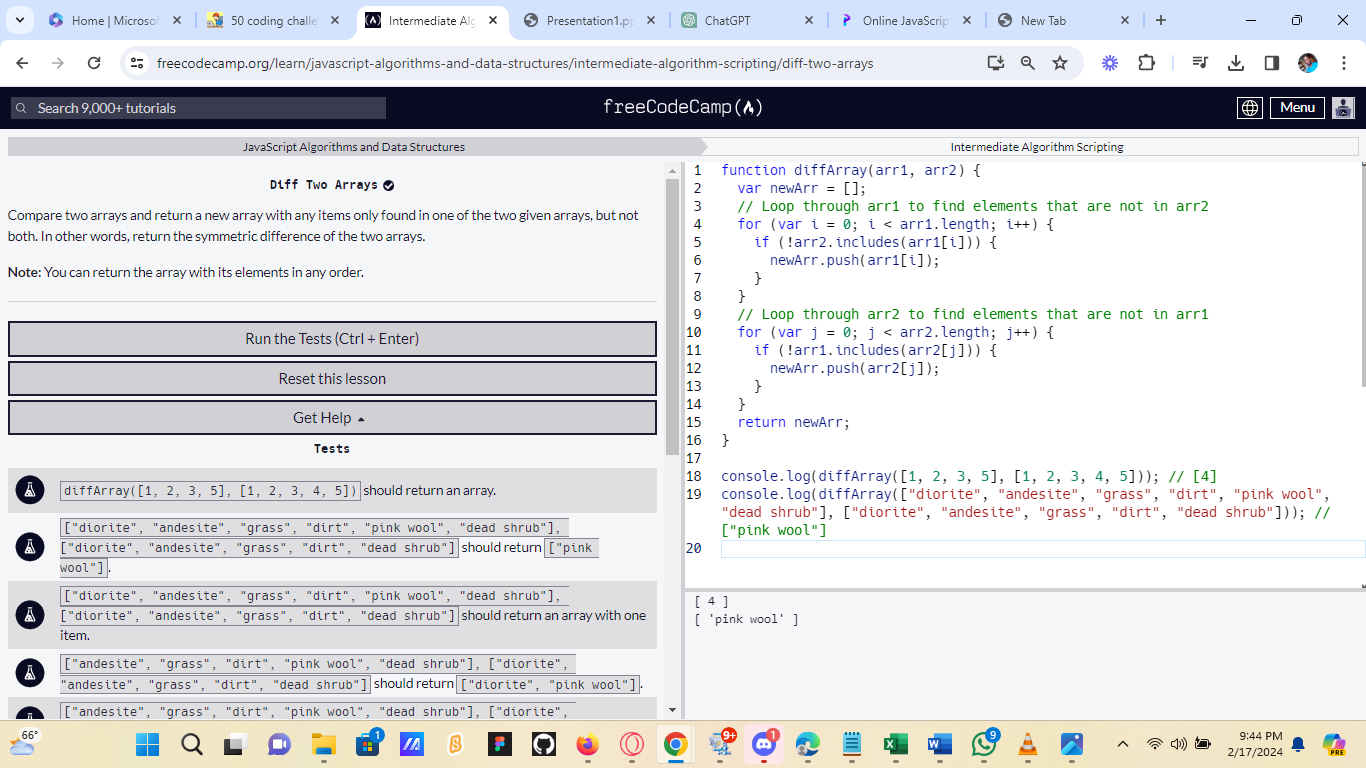 Home | Microsof
50 coding challe
Intermediate Alg
Presentation1.pp
ChatGPT
Online JavaScrip
New Tab
freecodecamp.org/learn/javascript-algorithms-and-data-structures/intermediate-algorithm-scripting/diff-two-arrays
Search 9,000+ tutorials
freeCodeCamp
Menu
JavaScript Algorithms and Data Structures
Intermediate Algorithm Scripting
Diff Two Arrays
Compare two arrays and return a new array with any items only found in one of the two given arrays, but not
both. In other words, return the symmetric difference of the two arrays.
Note: You can return the array with its elements in any order.
Run the Tests (Ctrl + Enter)
Reset this lesson
Get Help
Tests
diffArray([1, 2, 3, 5], [1, 2, 3, 4, 5]) should return an array.
["diorite", "andesite", "grass", "dirt", "pink wool", "dead shrub"],
["diorite", "andesite", "grass", "dirt", "dead shrub"] should return ["pink
wool"].
["diorite", "andesite", "grass", "dirt", "pink wool", "dead shrub"],
["diorite", "andesite", "grass", "dirt", "dead shrub"] should return an array with one
item.
["andesite", "grass", "dirt", "pink wool", "dead shrub"], ["diorite",
"andesite", "grass", "dirt", "dead shrub"] should return ["diorite", "pink wool"].
["andesite", "grass", "dirt", "pink wool", "dead shrub"], ["diorite",
1 function diffArray(arr1, arr2) {
2 var newArr = [];
3 // Loop through arr1 to find elements that are not in arr2
4 for (var i = 0; i < arr1.length; i++) {
5 if (!arr2.includes(arr1[i])) {
6 newArr.push(arr1[i]);
7 }
8 }
9 // Loop through arr2 to find elements that are not in arr1
10 for (var j = 0; j < arr2.length; j++) {
11 if (!arr1.includes(arr2[j])) {
12 newArr.push(arr2[j]);
13 }
14 }
15 return newArr;
16 }
17
18 console.log(diffArray([1, 2, 3, 5], [1, 2, 3, 4, 5])); // [4]
19 console.log(diffArray(["diorite", "andesite", "grass", "dirt", "pink wool",
"dead shrub"], ["diorite", "andesite", "grass", "dirt", "dead shrub"])); //
["pink wool"]
20
[ 4 ]
[ 'pink wool' ]
66°
1
9+
1
9
9:44 PM
2/17/2024
PRE